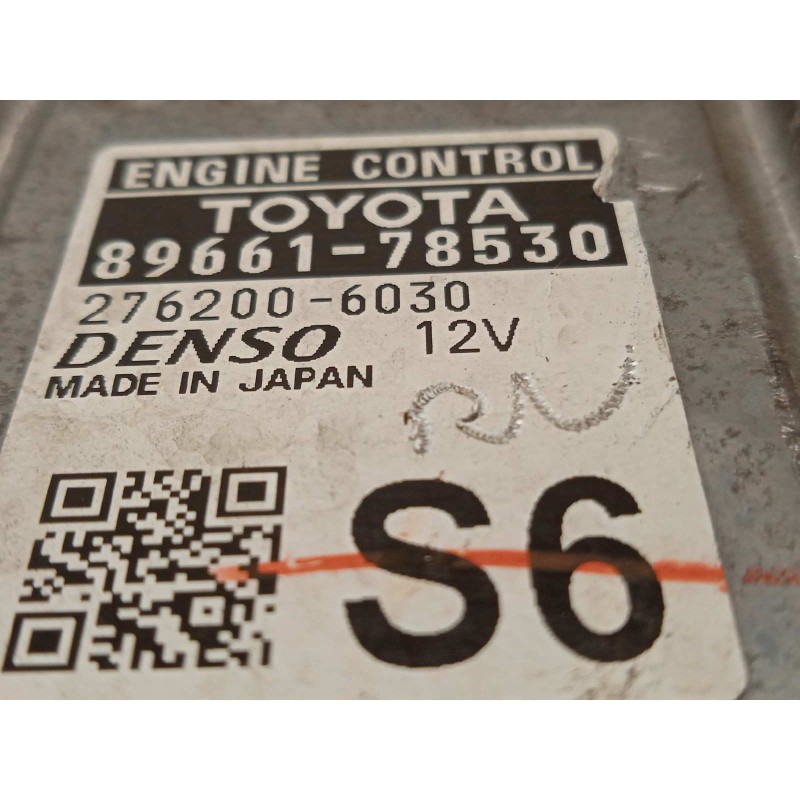 ENGINE CONTROL
TOYOTA
89661-78530
276200-6030
DENSO 12V
MADE IN JAPAN
S6